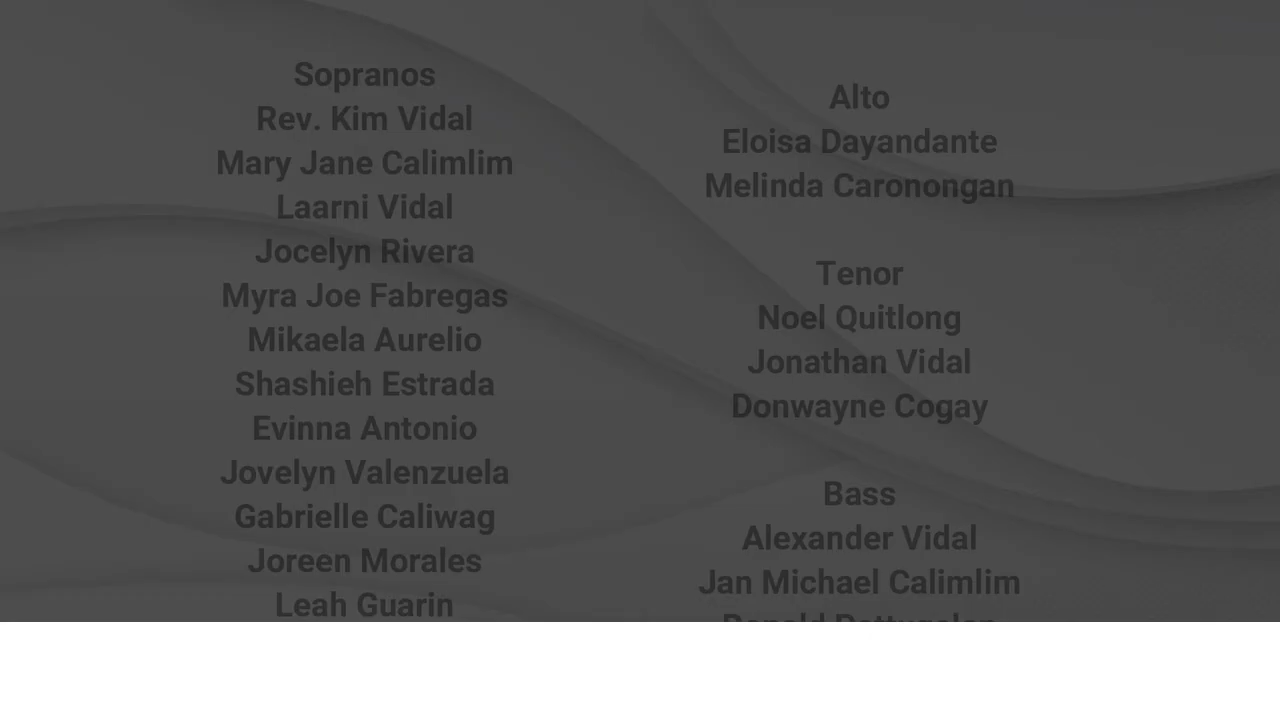 Sopranos
Rev. Kim Vidal
Mary Jane Calimlim
Laarni Vidal
Jocelyn Rivera
Myra Joe Fabregas
Mikaela Aurelio
Shashieh Estrada
Evinna Antonio
Jovelyn Valenzuela
Gabrielle Caliwag
Joreen Morales
Leah Guarin
Alto
Eloisa Dayandante
Melinda Caronongan
Tenor
Noel Quitlong
Jonathan Vidal
Donwayne Cogay
Bass
Alexander Vidal
Jan Michael Calimlim